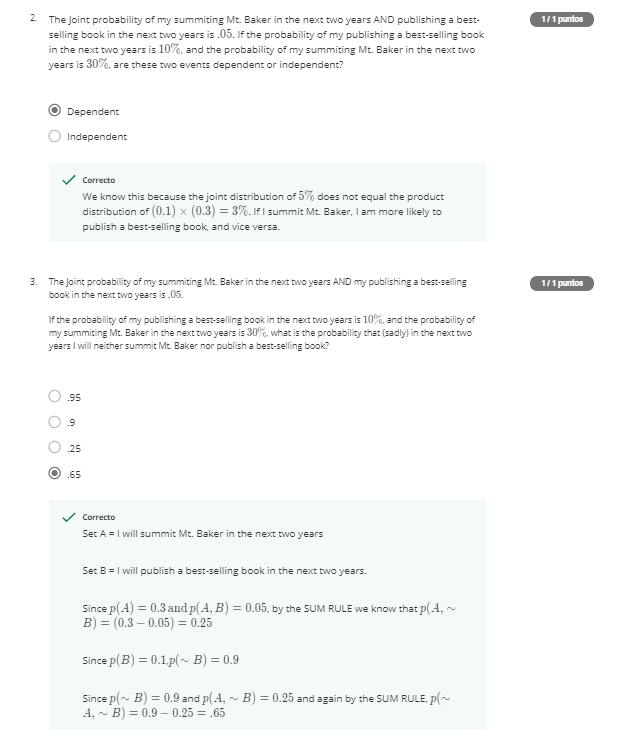 2. The joint probability of my summiting Mt. Baker in the next two years AND publishing a best-
1 / 1 puntos
selling book in the next two years is .05. If the probability of my publishing a best-selling book
in the next two years is 10%, and the probability of my summiting Mt. Baker in the next two
years is 30%, are these two events dependent or independent?
Dependent
Independent
Correcto
We know this because the joint distribution of 5% does not equal the product
distribution of (0.1) × (0.3) = 3%. If I summit Mt. Baker, I am more likely to
publish a best-selling book, and vice versa.
3. The joint probability of my summiting Mt. Baker in the next two years AND my publishing a best-selling
1 / 1 puntos
book in the next two years is .05.
If the probability of my publishing a best-selling book in the next two years is 10%, and the probability of
my summiting Mt. Baker in the next two years is 30%, what is the probability that (sadly) in the next two
years I will neither summit Mt. Baker nor publish a best-selling book?
.95
.9
.25
.65
Correcto
Set A = I will summit Mt. Baker in the next two years
Set B = I will publish a best-selling book in the next two years.
Since p(A) = 0.3 and p(A, B) = 0.05, by the SUM RULE we know that p(A, ∼
B) = (0.3 – 0.05) = 0.25
Since p(B) = 0.1,p(∼ B) = 0.9
Since p(∼ B) = 0.9 and p(A, ∼ B) = 0.25 and again by the SUM RULE, p(∼
A, ∼ B) = 0.9 – 0.25 = .65